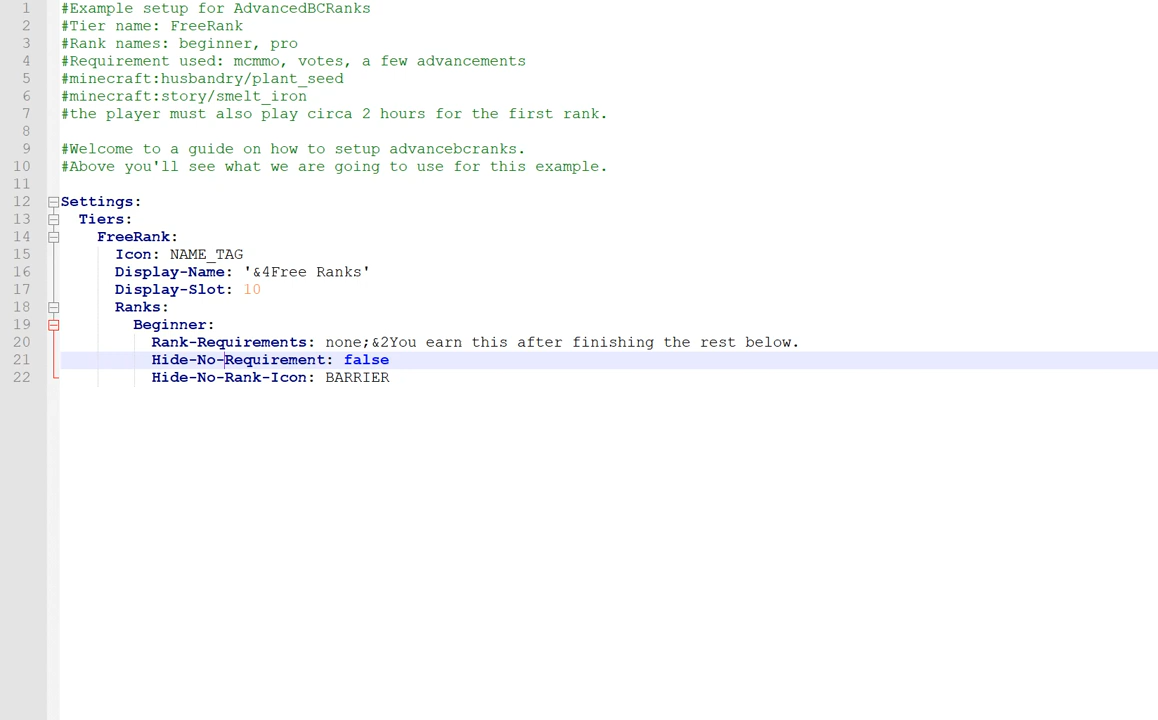 1 #Example setup for AdvancedBCRanks
2 #Tier name: FreeRank
3 #Rank names: beginner, pro
4 #Requirement used: mcmmo, votes, a few advancements
5 #minecraft:husbandry/plant_seed
6 #minecraft:story/smelt_iron
7 #the player must also play circa 2 hours for the first rank.
8
9 #Welcome to a guide on how to setup advancebcranks.
10 #Above you'll see what we are going to use for this example.
11
12 Settings:
13 Tiers:
14 FreeRank:
15 Icon: NAME_TAG
16 Display-Name: '&4Free Ranks'
17 Display-Slot: 10
18 Ranks:
19 Beginner:
20 Rank-Requirements: none;&2You earn this after finishing the rest below.
21 Hide-No-Requirement: false
22 Hide-No-Rank-Icon: BARRIER